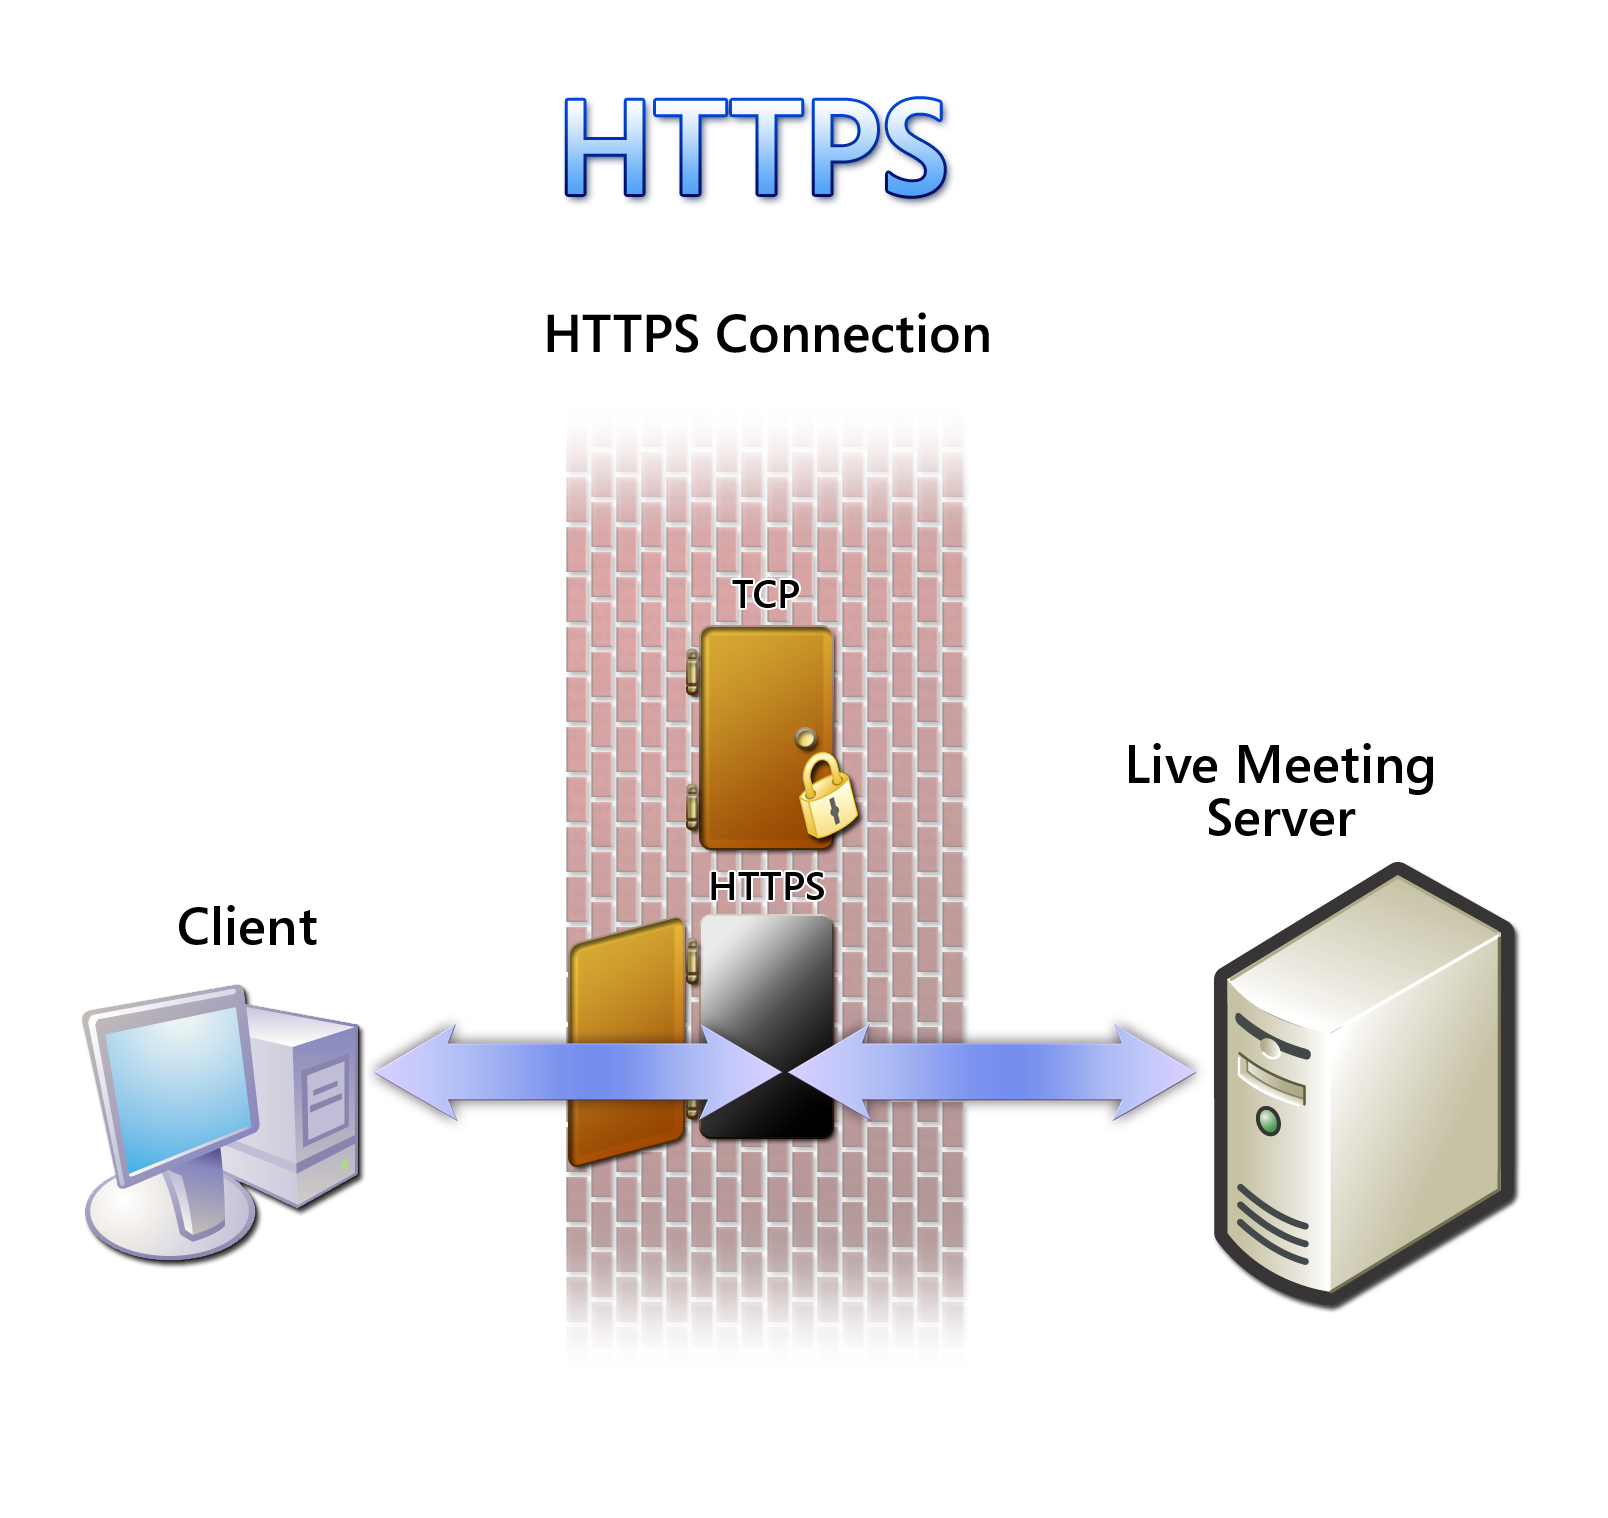 HTTPS
HTTPS Connection
TCP
Live Meeting
Server
HTTPS
Client